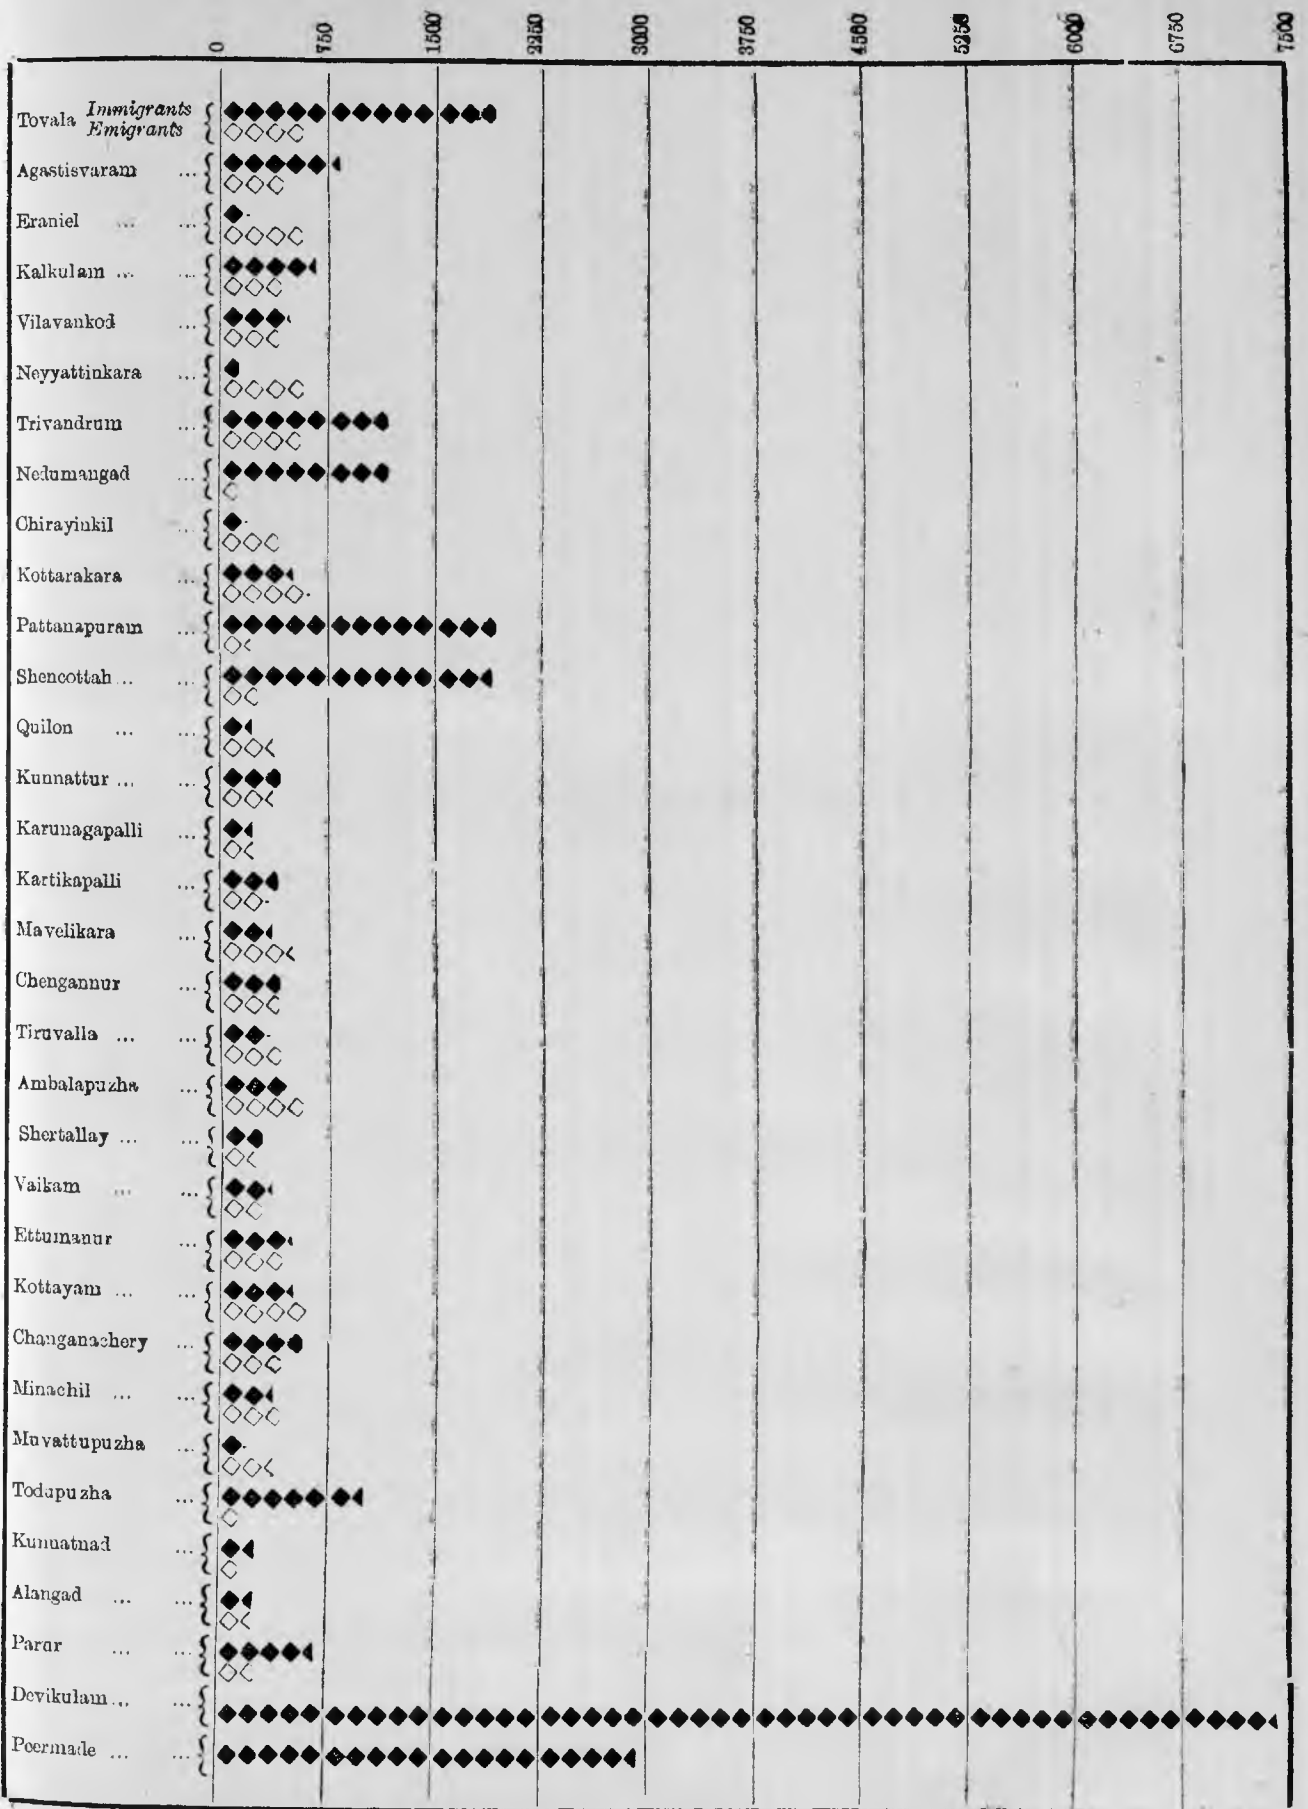 0 750 1500 2250 3000 3750 4500 5250 6000 6750 7500
Tovala Immigrants
Emigrants
Agastisvaram ...
Eraniel ... ...
Kalkulam ... ...
Vilavankod ...
Neyyattinkara ...
Trivandrum ...
Nedumangad ...
Chirayinkil ...
Kottarakara ...
Pattanapuram ...
Shencottah ... ...
Quilon ... ...
Kunnattur ... ...
Karunagapalli ...
Kartikapalli ...
Mavelikara ...
Chengannur ...
Tiruvalla ... ...
Ambalapuzha ...
Shertallay ... ...
Vaikam ... ...
Ettumanur ...
Kottayam ... ...
Changanachery ...
Minachil ... ...
Muvattupuzha ...
Todupuzha ...
Kunnatnad ...
Alangad ... ...
Parur ... ...
Devikulam ... ...
Peermade ... ...